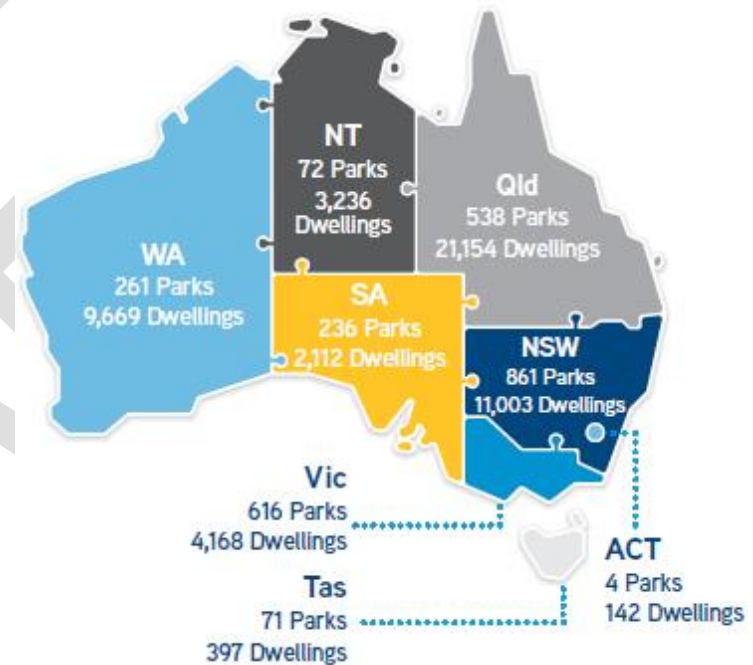 NT
72 Parks
3,236
Dwellings
Qld
538 Parks
21,154 Dwellings
WA
261 Parks
9,669 Dwellings
SA
236 Parks
2,112 Dwellings
NSW
861 Parks
11,003 Dwellings
Vic
616 Parks
4,168 Dwellings
Tas
71 Parks
397 Dwellings
ACT
4 Parks
142 Dwellings